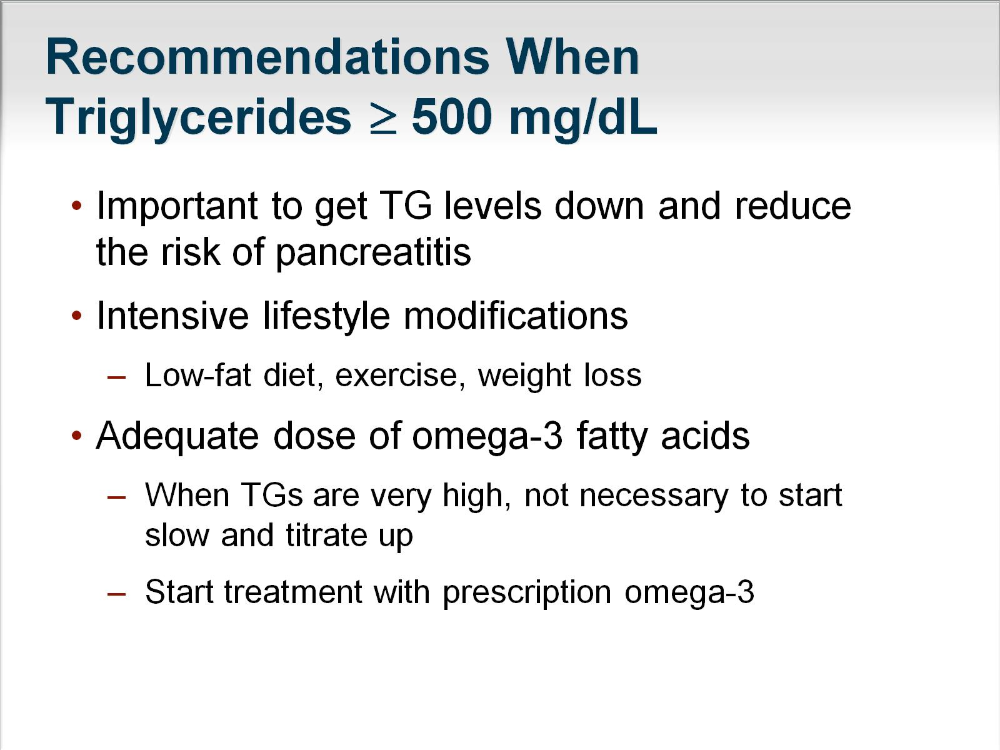 Recommendations When
Triglycerides ≥ 500 mg/dL
• Important to get TG levels down and reduce
the risk of pancreatitis
• Intensive lifestyle modifications
– Low-fat diet, exercise, weight loss
• Adequate dose of omega-3 fatty acids
– When TGs are very high, not necessary to start
slow and titrate up
– Start treatment with prescription omega-3